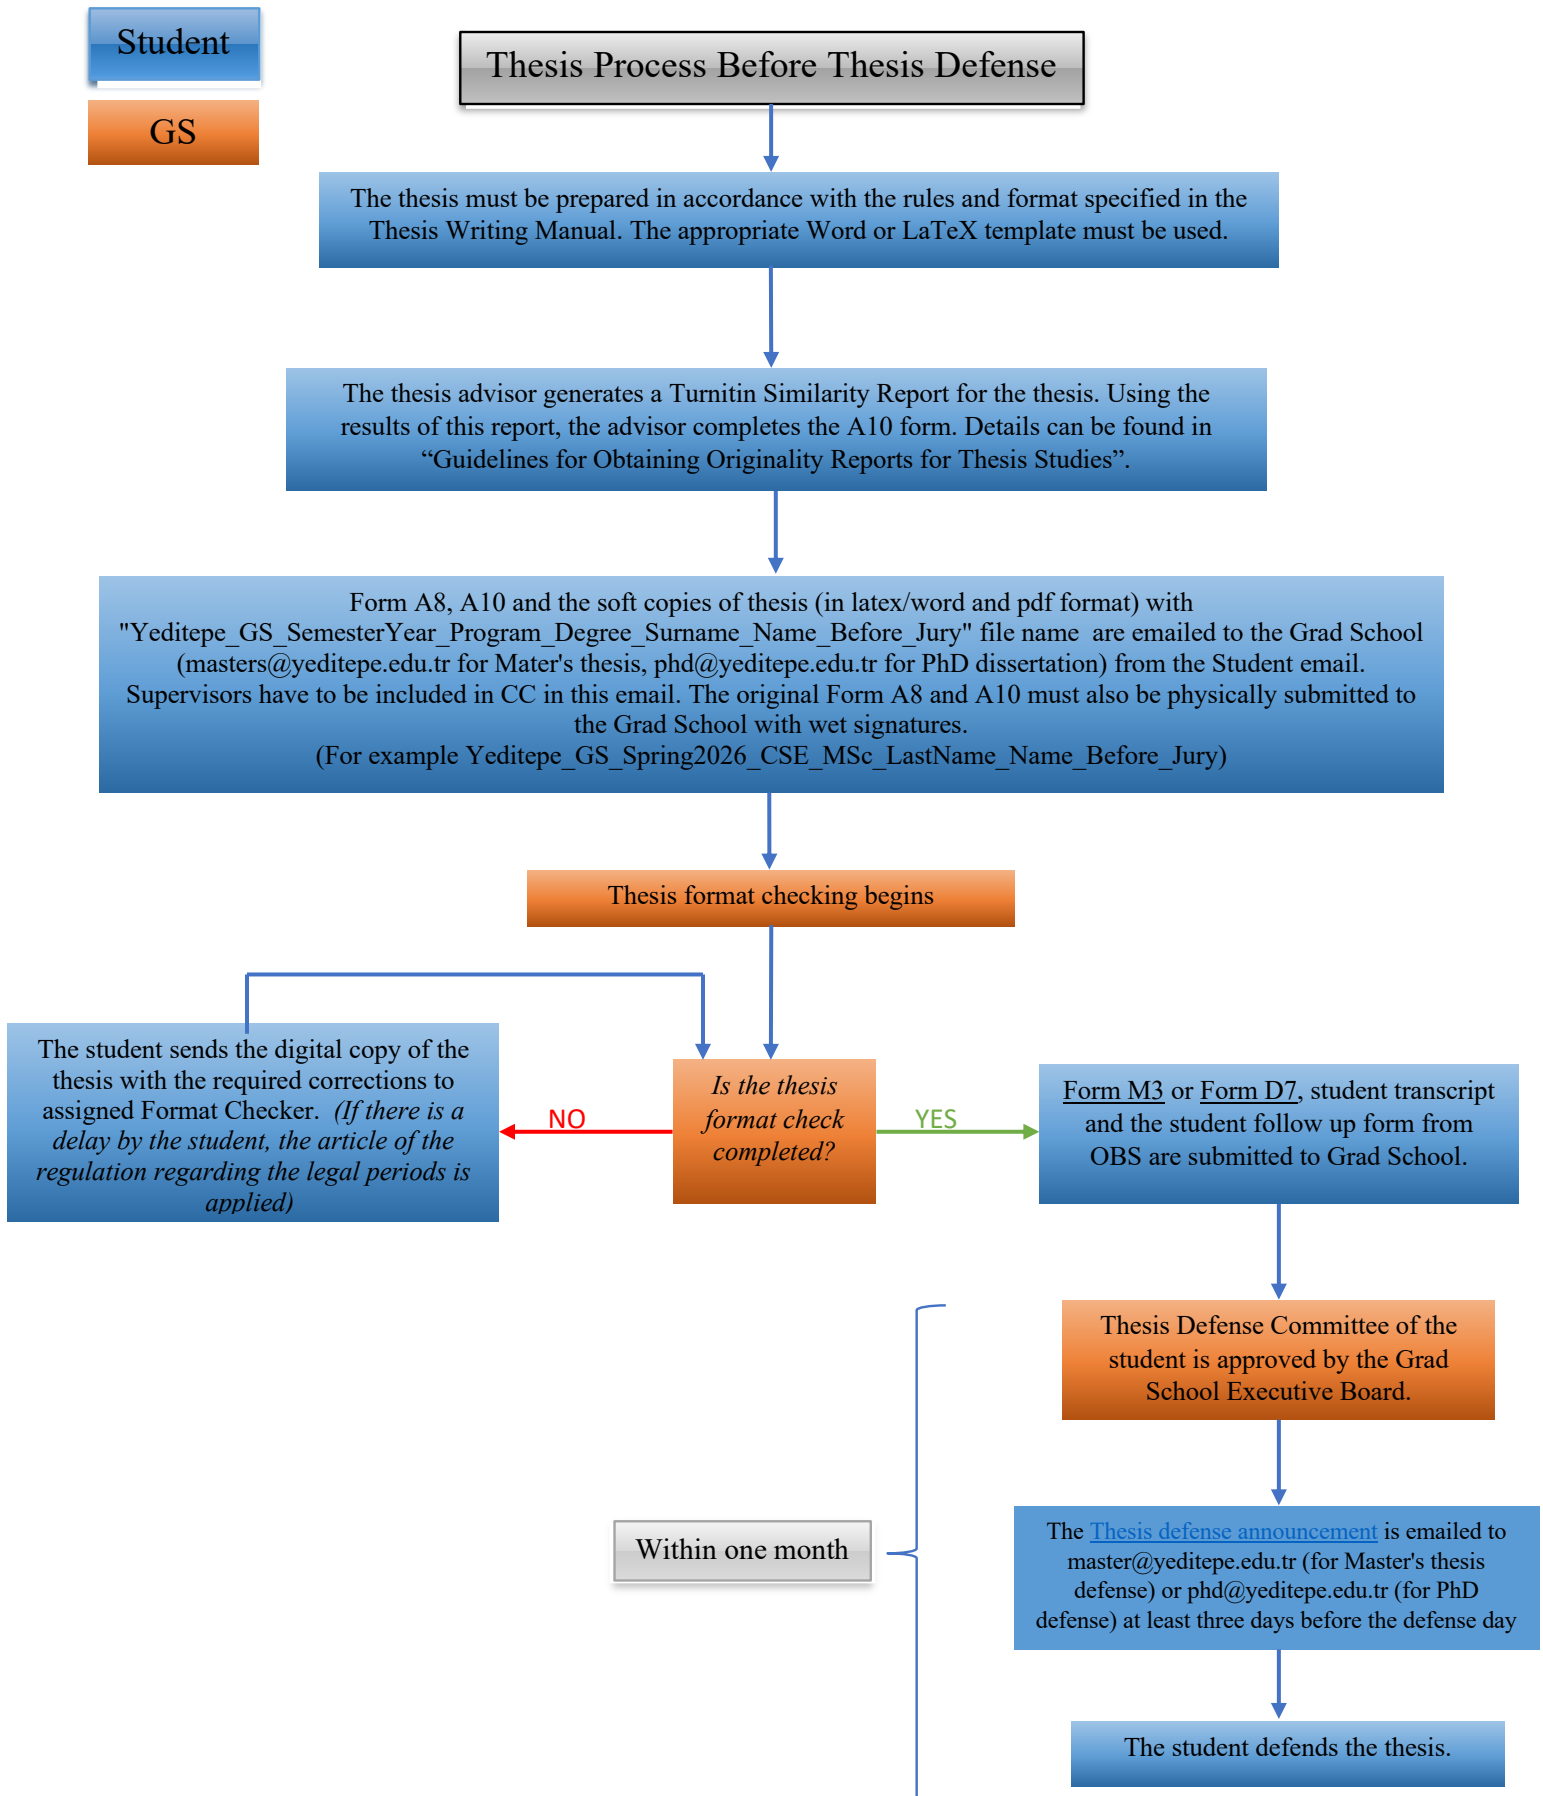 Student
GS
Thesis Process Before Thesis Defense
The thesis must be prepared in accordance with the rules and format specified in the
Thesis Writing Manual. The appropriate Word or LaTeX template must be used.
The thesis advisor generates a Turnitin Similarity Report for the thesis. Using the
results of this report, the advisor completes the A10 form. Details can be found in
“Guidelines for Obtaining Originality Reports for Thesis Studies”.
Form A8, A10 and the soft copies of thesis (in latex/word and pdf format) with
"Yeditepe_GS_SemesterYear_Program_Degree_Surname_Name_Before_Jury" file name are emailed to the Grad School
(masters@yeditepe.edu.tr for Mater's thesis, phd@yeditepe.edu.tr for PhD dissertation) from the Student email.
Supervisors have to be included in CC in this email. The original Form A8 and A10 must also be physically submitted to
the Grad School with wet signatures.
(For example Yeditepe_GS_Spring2026_CSE_MSc_LastName_Name_Before_Jury)
Thesis format checking begins
The student sends the digital copy of the
thesis with the required corrections to
assigned Format Checker. (If there is a
delay by the student, the article of the
regulation regarding the legal periods is
applied)
NO
Is the thesis
format check
completed?
YES
Form M3 or Form D7, student transcript
and the student follow up form from
OBS are submitted to Grad School.
Thesis Defense Committee of the
student is approved by the Grad
School Executive Board.
Within one month
The Thesis defense announcement is emailed to
master@yeditepe.edu.tr (for Master's thesis
defense) or phd@yeditepe.edu.tr (for PhD
defense) at least three days before the defense day
The student defends the thesis.